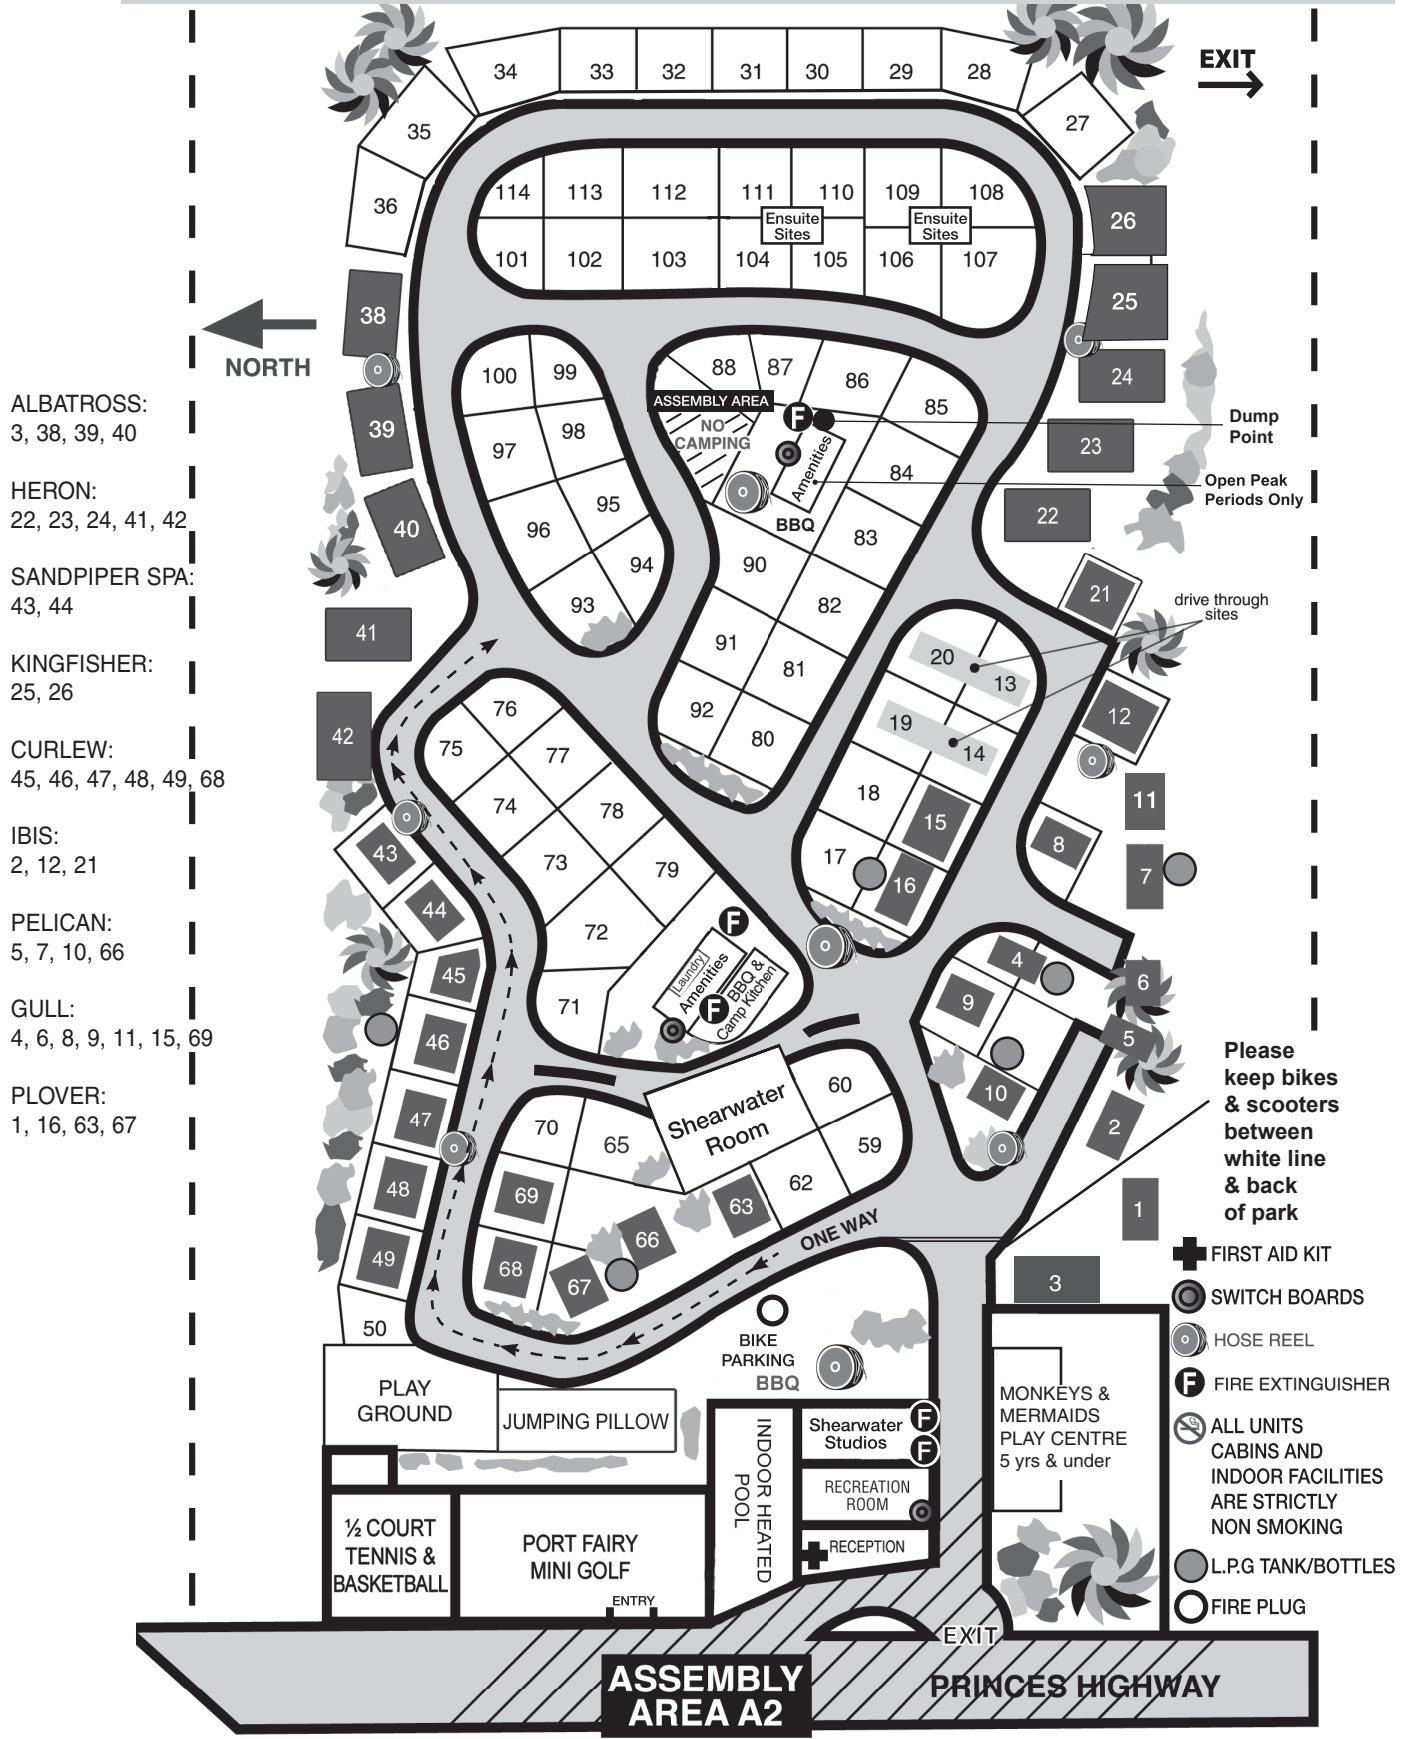 EXIT
34
33
32
31
30
29
28
27
35
36
114
113
112
111
110
109
108
Ensuite
Sites
Ensuite
Sites
101
102
103
104
105
106
107
26
25
24
23
22
38
39
40
41
42
NORTH
ALBATROSS:
3, 38, 39, 40
HERON:
22, 23, 24, 41, 42
SANDPIPER SPA:
43, 44
KINGFISHER:
25, 26
CURLEW:
45, 46, 47, 48, 49, 68
IBIS:
2, 12, 21
PELICAN:
5, 7, 10, 66
GULL:
4, 6, 8, 9, 11, 15, 69
PLOVER:
1, 16, 63, 67
100
99
97
98
95
96
94
93
88
87
86
85
ASSEMBLY AREA
NO
CAMPING
F
Amenities
BBQ
84
83
90
82
91
81
92
80
Dump
Point
Open Peak
Periods Only
21
drive through
sites
20
13
19
14
18
15
17
16
12
11
8
7
76
75
77
74
78
73
79
72
71
F
Laundry
Amenities
F
BBQ &
Camp Kitchen
43
44
45
46
47
48
49
50
4
9
10
6
5
2
1
3
Please
keep bikes
& scooters
between
white line
& back
of park
Shearwater
Room
60
59
62
63
70
65
69
66
68
67
ONE WAY
BIKE
PARKING
BBQ
PLAY
GROUND
JUMPING PILLOW
INDOOR HEATED
POOL
Shearwater
Studios
F
F
RECREATION
ROOM
RECEPTION
MONKEYS &
MERMAIDS
PLAY CENTRE
5 yrs & under
½ COURT
TENNIS &
BASKETBALL
PORT FAIRY
MINI GOLF
ENTRY
FIRST AID KIT
SWITCH BOARDS
HOSE REEL
F FIRE EXTINGUISHER
ALL UNITS
CABINS AND
INDOOR FACILITIES
ARE STRICTLY
NON SMOKING
L.P.G TANK/BOTTLES
FIRE PLUG
EXIT
ASSEMBLY
AREA A2
PRINCES HIGHWAY